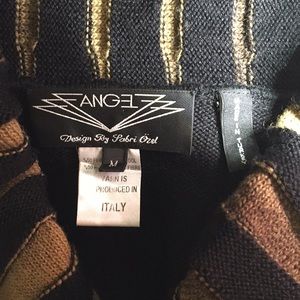 ANGEL
Design By Sabri Özel
M
YARN IS
PRODUCED IN
ITALY